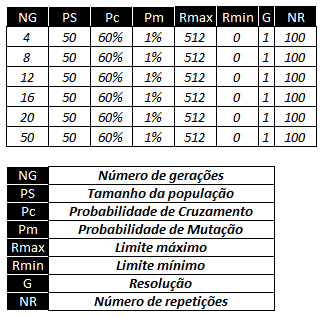 NG PS Pc Pm Rmax Rmin G NR
4 50 60% 1% 512 0 1 100
8 50 60% 1% 512 0 1 100
12 50 60% 1% 512 0 1 100
16 50 60% 1% 512 0 1 100
20 50 60% 1% 512 0 1 100
50 50 60% 1% 512 0 1 100
NG Número de gerações
PS Tamanho da população
Pc Probabilidade de Cruzamento
Pm Probabilidade de Mutação
Rmax Limite máximo
Rmin Limite mínimo
G Resolução
NR Número de repetições